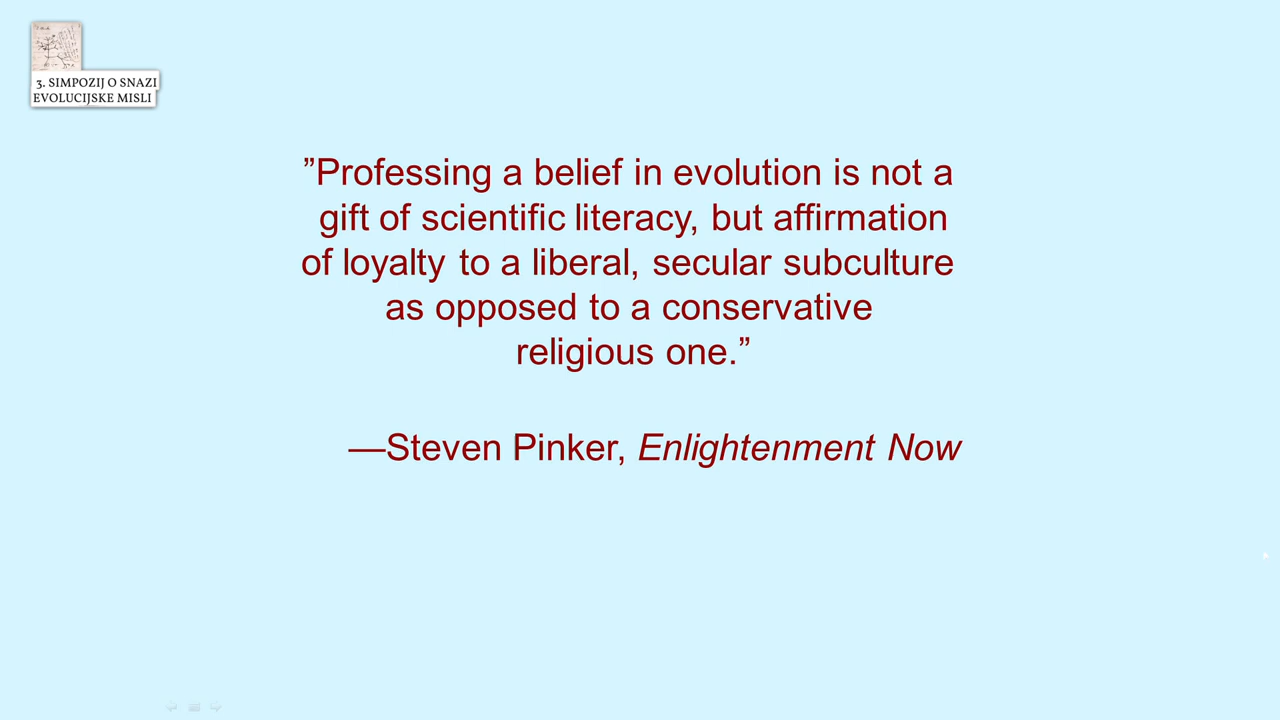 3. SIMPOZIJ O SNAZI
EVOLUCIJSKE MISLI
”Professing a belief in evolution is not a
gift of scientific literacy, but affirmation
of loyalty to a liberal, secular subculture
as opposed to a conservative
religious one.”
—Steven Pinker, Enlightenment Now